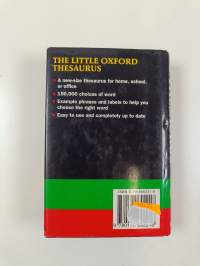 THE LITTLE OXFORD
THESAURUS
• A new-size thesaurus for home, school,
or office
• 150,000 choices of word
• Example phrases and labels to help you
choose the right word
• Easy to use and completely up to date